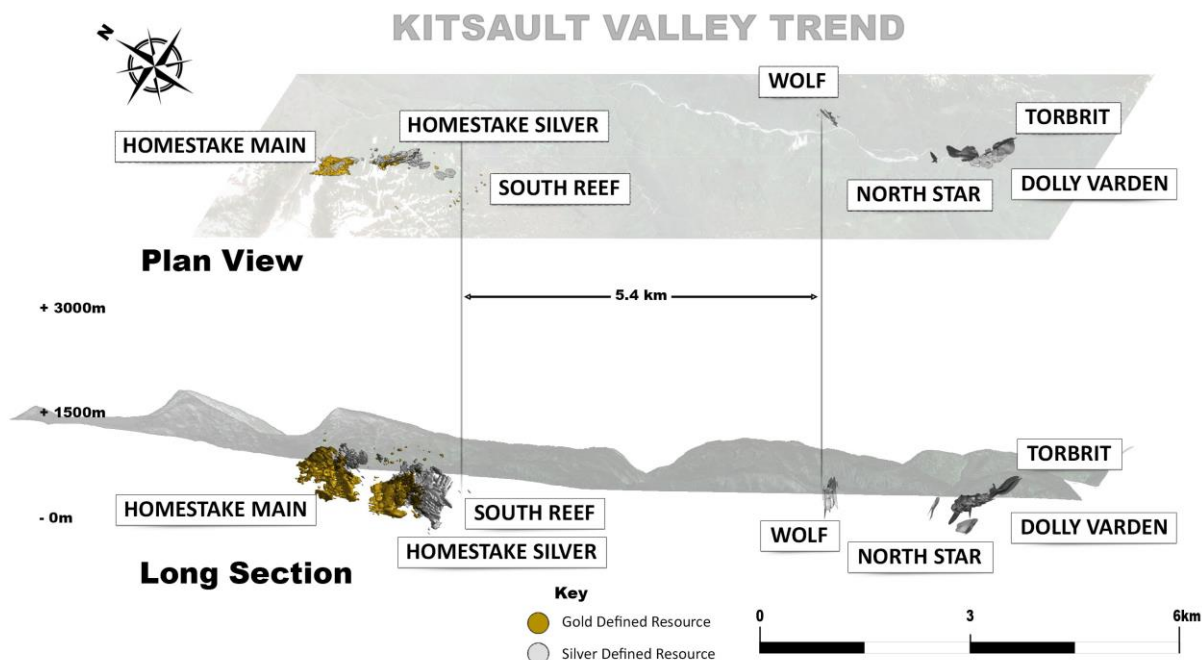 KITSAULT VALLEY TREND
N
WOLF
HOMESTAKE SILVER
TORBRIT
HOMESTAKE MAIN
SOUTH REEF
NORTH STAR
DOLLY VARDEN
Plan View
5.4 km
+ 3000m
+ 1500m
TORBRIT
HOMESTAKE MAIN
- 0m
SOUTH REEF
DOLLY VARDEN
WOLF
NORTH STAR
HOMESTAKE SILVER
Long Section
Key
Gold Defined Resource
Silver Defined Resource
0
3
6km